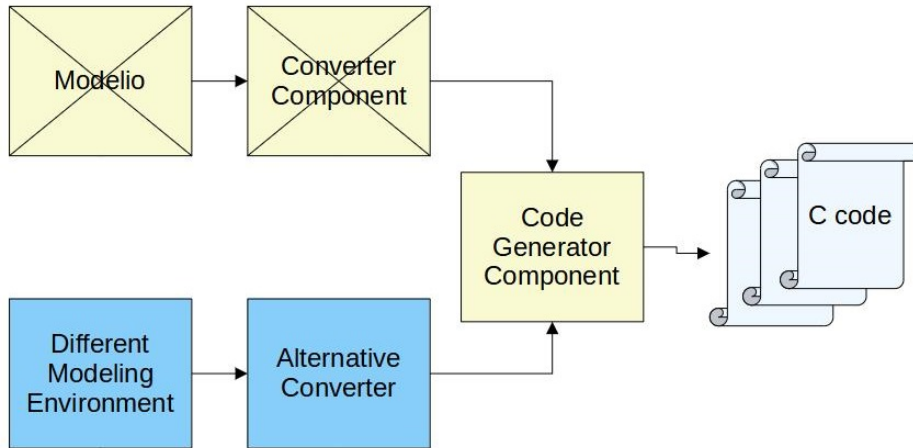 Modelio
Converter
Component
Code
Generator
Component
C code
Different
Modeling
Environment
Alternative
Converter